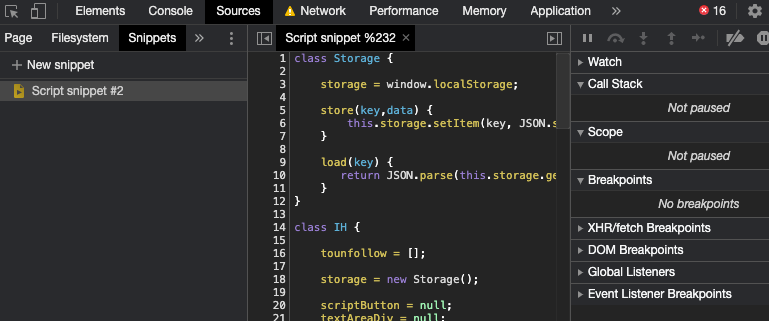 Elements Console Sources Network Performance Memory Application » 16
Page Filesystem Snippets »
+ New snippet
Script snippet #2
Script snippet %232 ×
1 class Storage {
2
3 storage = window.localStorage;
4
5 store(key,data) {
6 this.storage.setItem(key, JSON.s
7 }
8
9 load(key) {
10 return JSON.parse(this.storage.ge
11 }
12 }
13
14 class IH {
15
16 tounfollow = [];
17
18 storage = new Storage();
19
20 scriptButton = null;
21 textAreaDiv = null;
Watch
Call Stack
Not paused
Scope
Not paused
Breakpoints
No breakpoints
XHR/fetch Breakpoints
DOM Breakpoints
Global Listeners
Event Listener Breakpoints